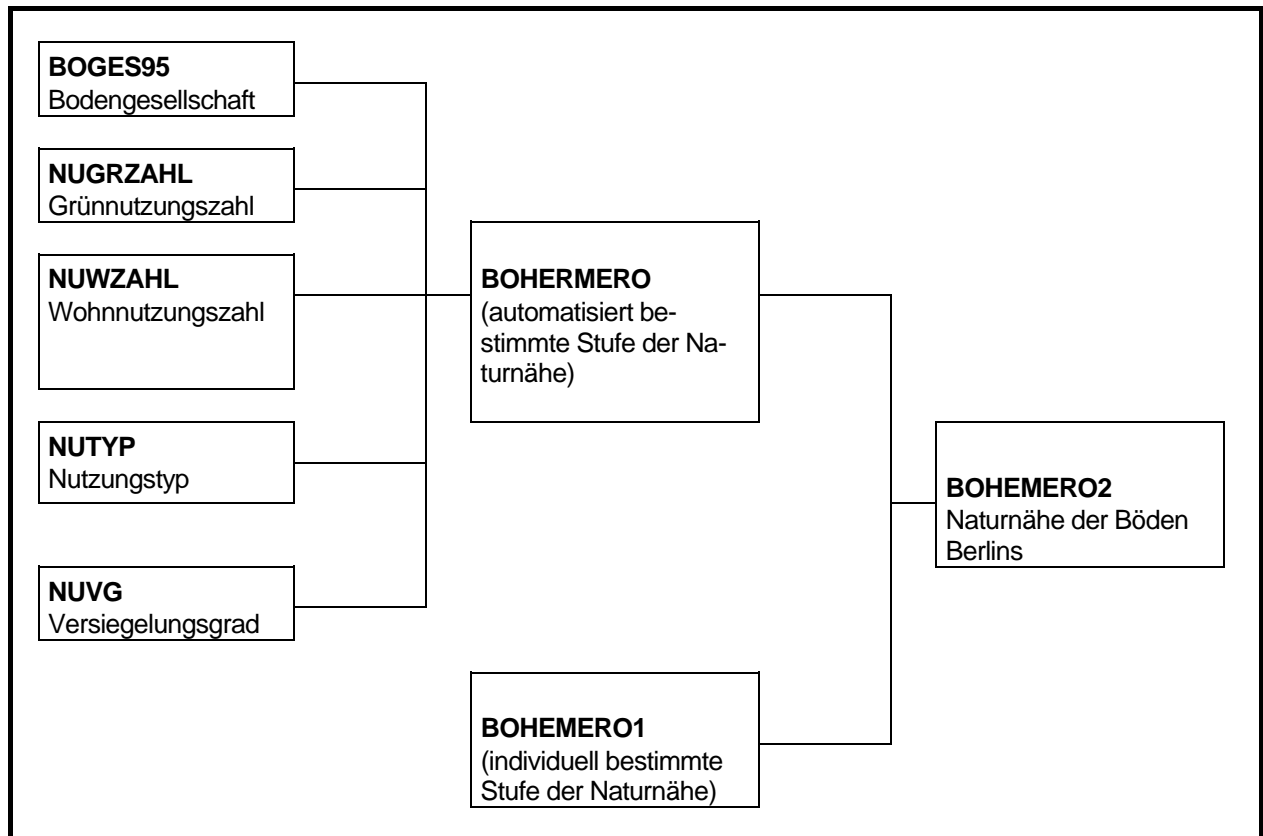 BOGES95
Bodengesellschaft
NUGRZAHL
Grünnutzungszahl
NUWZAHL
Wohnnutzungszahl
NUTYP
Nutzungstyp
NUVG
Versiegelungsgrad
BOHERMERO
(automatisiert be-
stimmte Stufe der Na-
turnähe)
BOHEMERO1
(individuell bestimmte
Stufe der Naturnähe)
BOHEMERO2
Naturnähe der Böden
Berlins